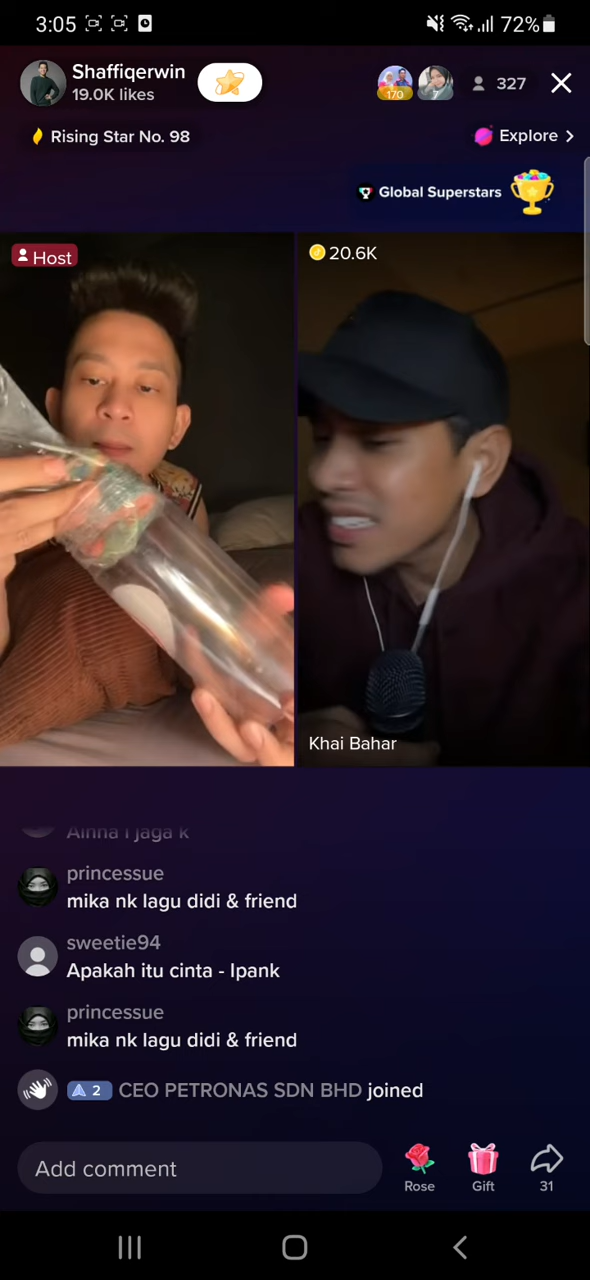 3:05
72%
Shaffiqerwin
19.0K likes
170
7
327
Rising Star No. 98
Explore
Global Superstars
Host
20.6K
Khai Bahar
princessue
mika nk lagu didi & friend
sweetie94
Apakah itu cinta - Ipank
princessue
mika nk lagu didi & friend
2 CEO PETRONAS SDN BHD joined
Add comment
Rose
Gift
31